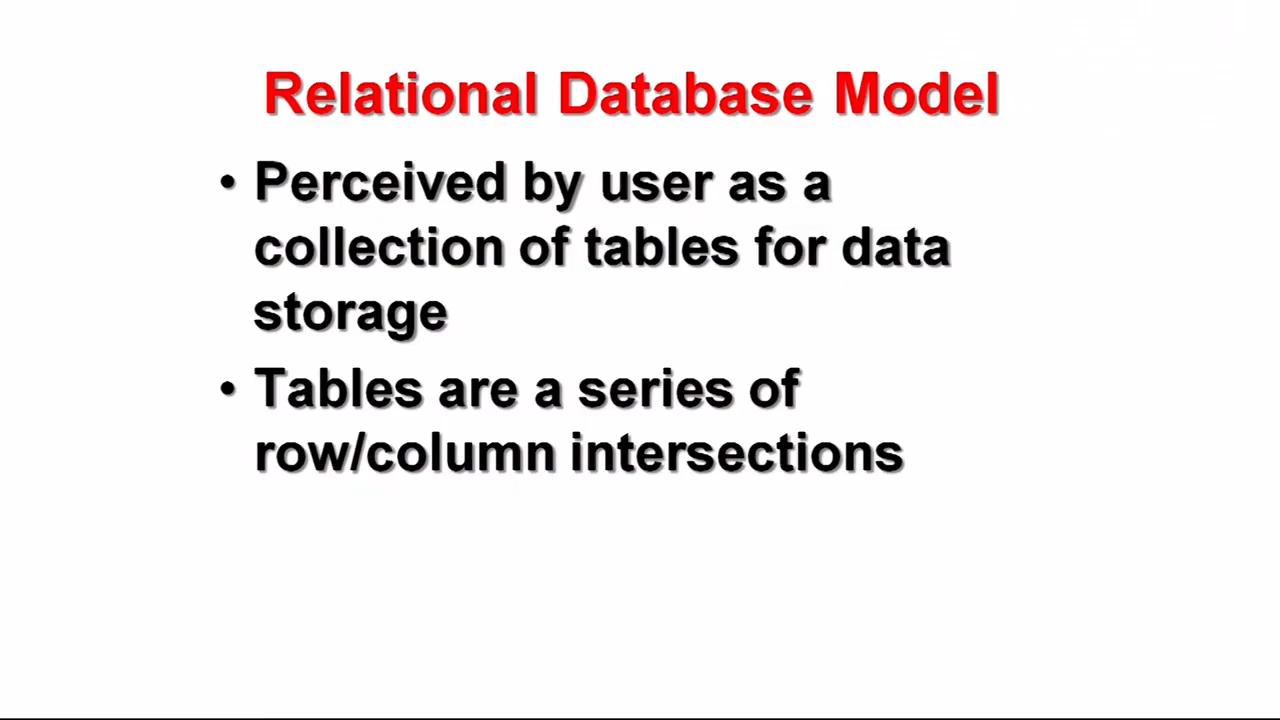 Relational Database Model
• Perceived by user as a
collection of tables for data
storage
• Tables are a series of
row/column intersections